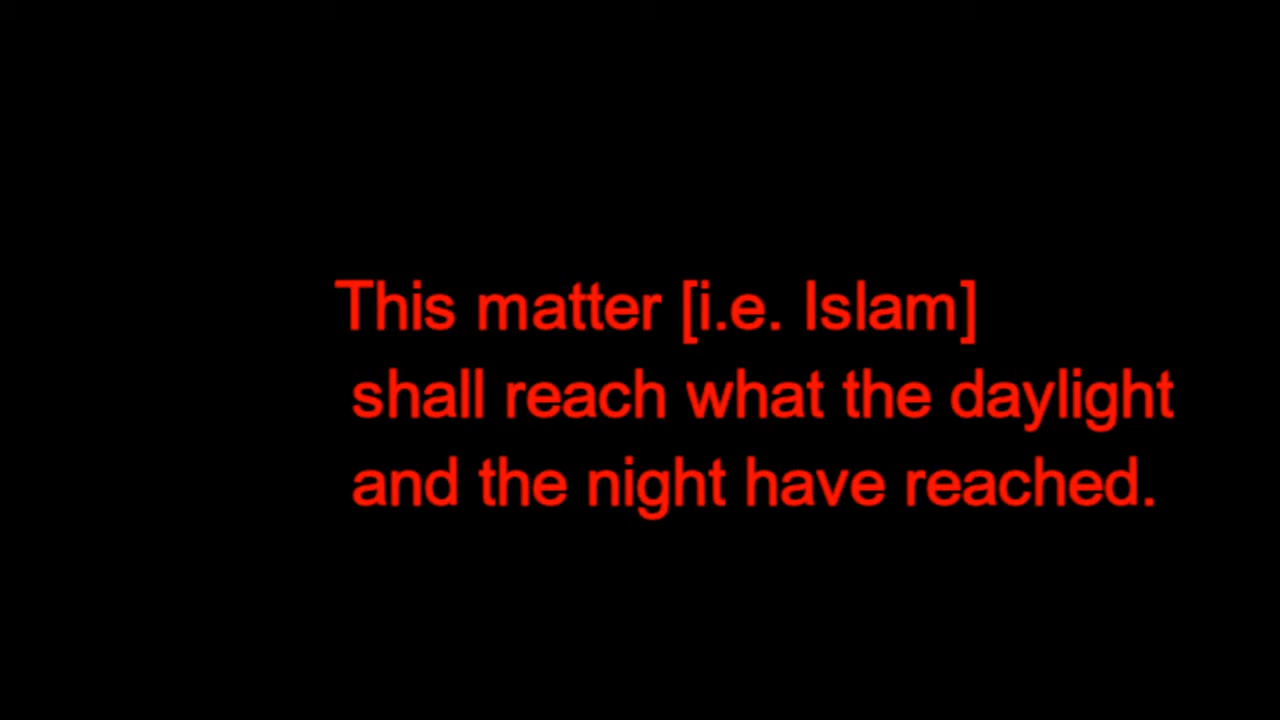 This matter [i.e. Islam]
shall reach what the daylight
and the night have reached.